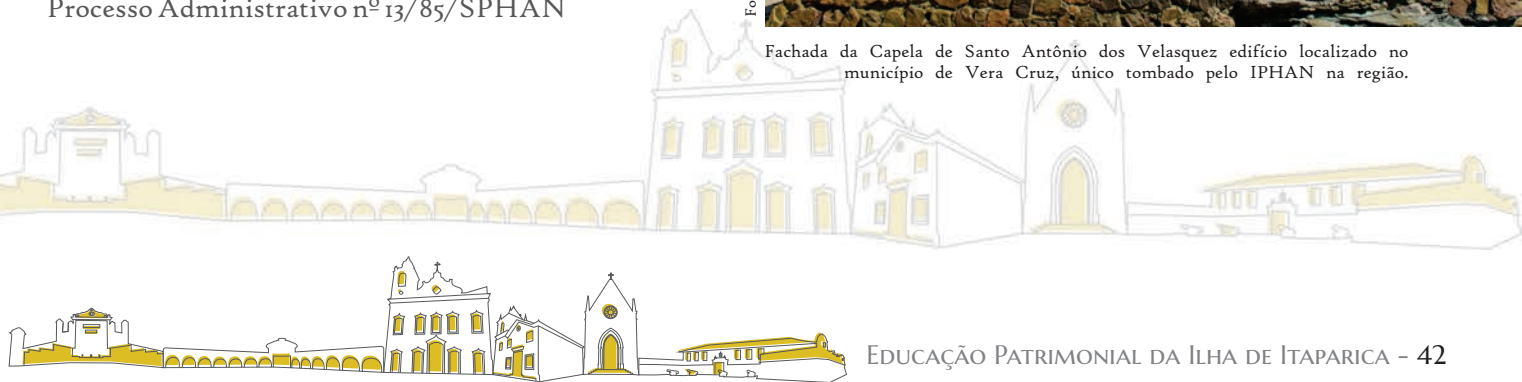 Processo Administrativo nº 13/85/SPHAN
Fo
Fachada da Capela de Santo Antônio dos Velasquez edifício localizado no
município de Vera Cruz, único tombado pelo IPHAN na região.
Educação Patrimonial da Ilha de Itaparica - 42